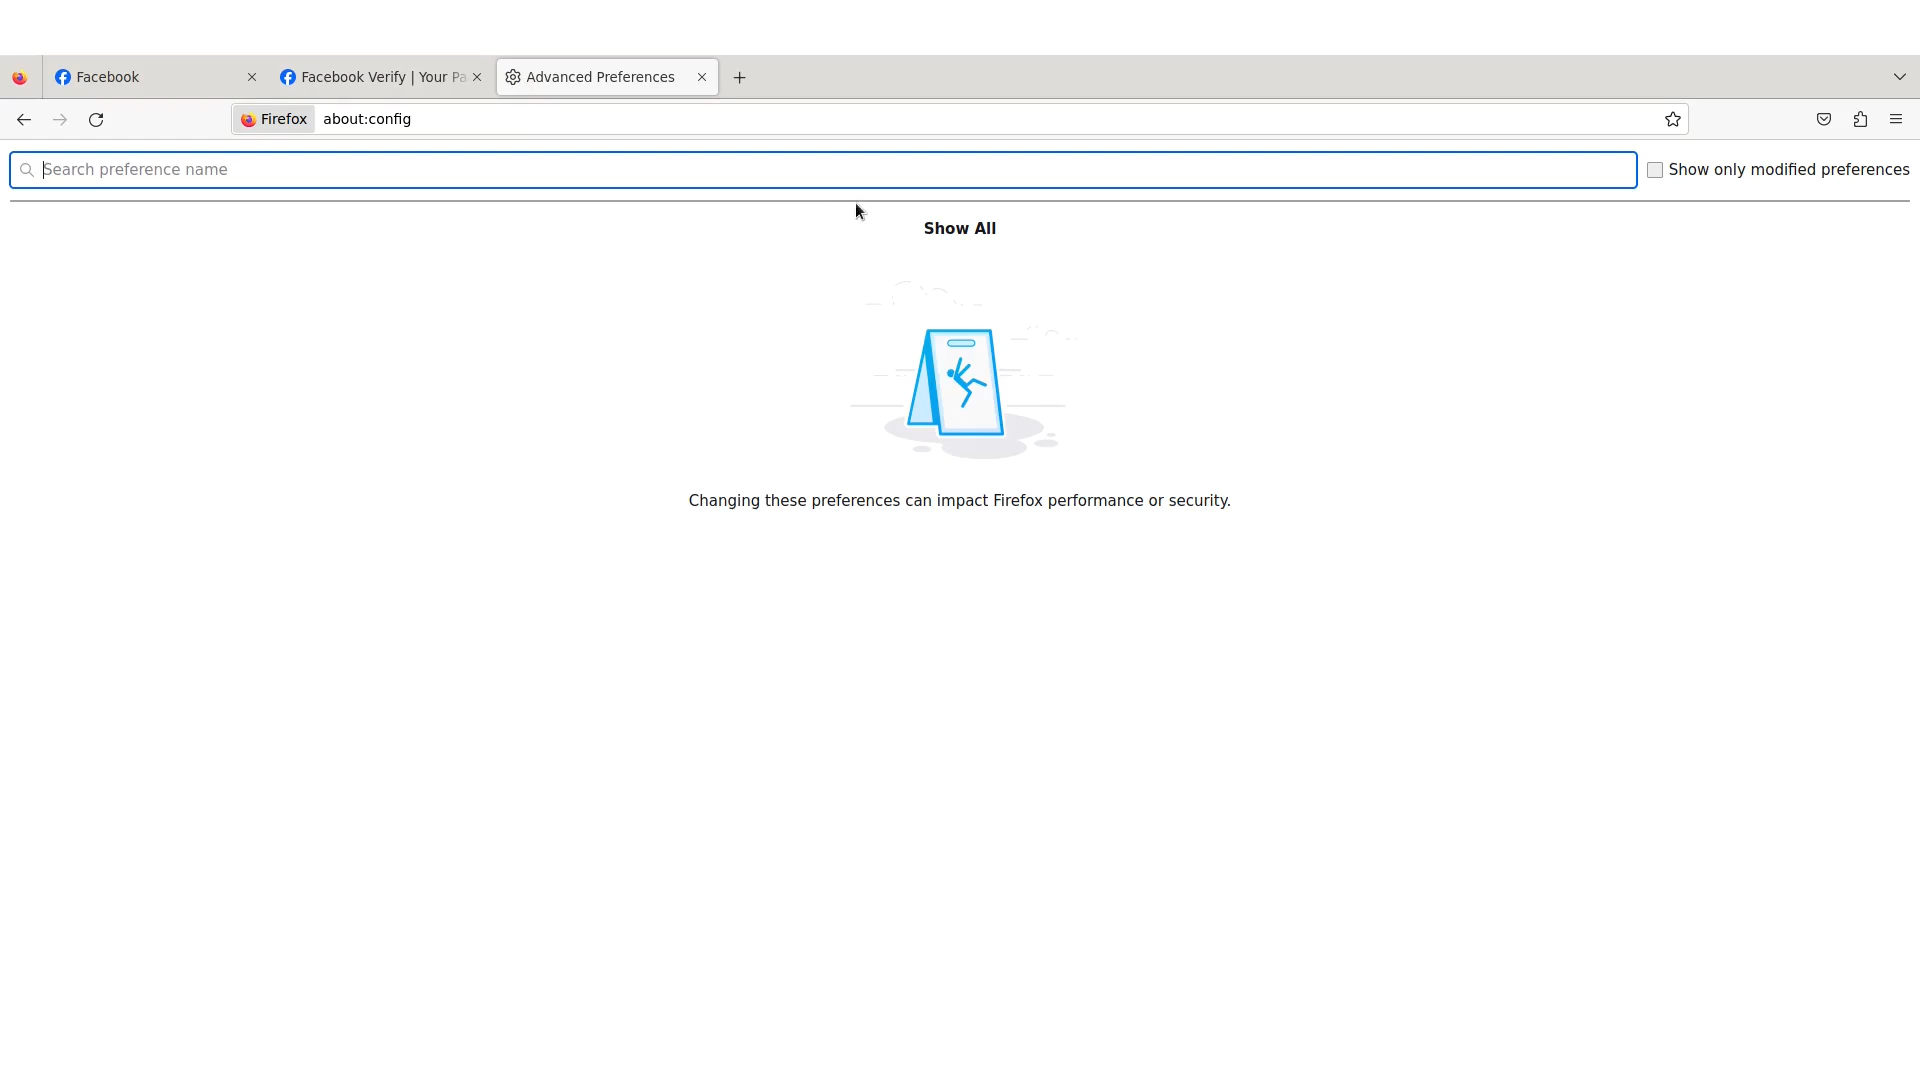 Facebook
Facebook Verify | Your Pa
Advanced Preferences
Firefox
about:config
Search preference name
Show only modified preferences
Show All
Changing these preferences can impact Firefox performance or security.